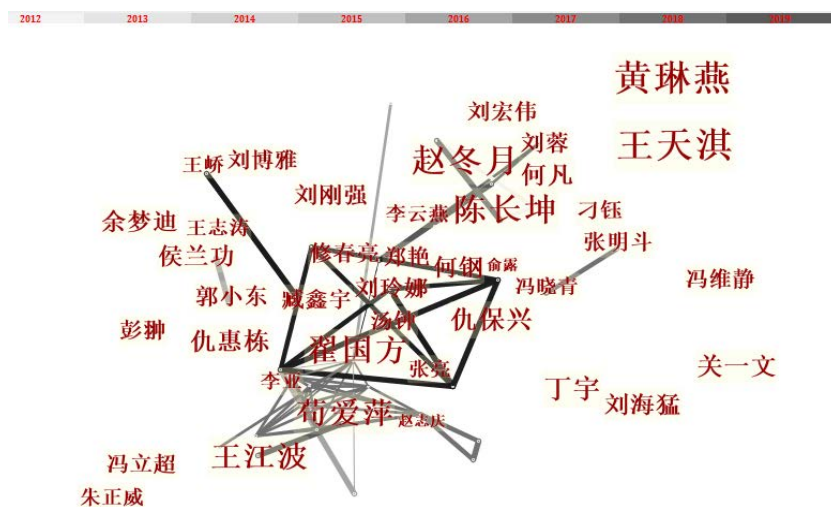 2012 2013 2014 2015 2016 2017 2018 2019
黄琳燕
刘宏伟
王天淇
刘蓉
赵冬月
王峤
刘博雅
何凡
刘刚强
李云燕
陈长坤
刁钰
余梦迪
王志涛
张明斗
侯兰功
修春亮
郑艳
何钢
俞露
冯维静
冯晓青
郭小东
臧鑫宇
刘玲娜
汤钟
仇保兴
彭翀
仇惠栋
翟国方
张亮
关一文
李亚
丁宇
刘海猛
荀爱萍
赵志庆
王江波
冯立超
朱正威